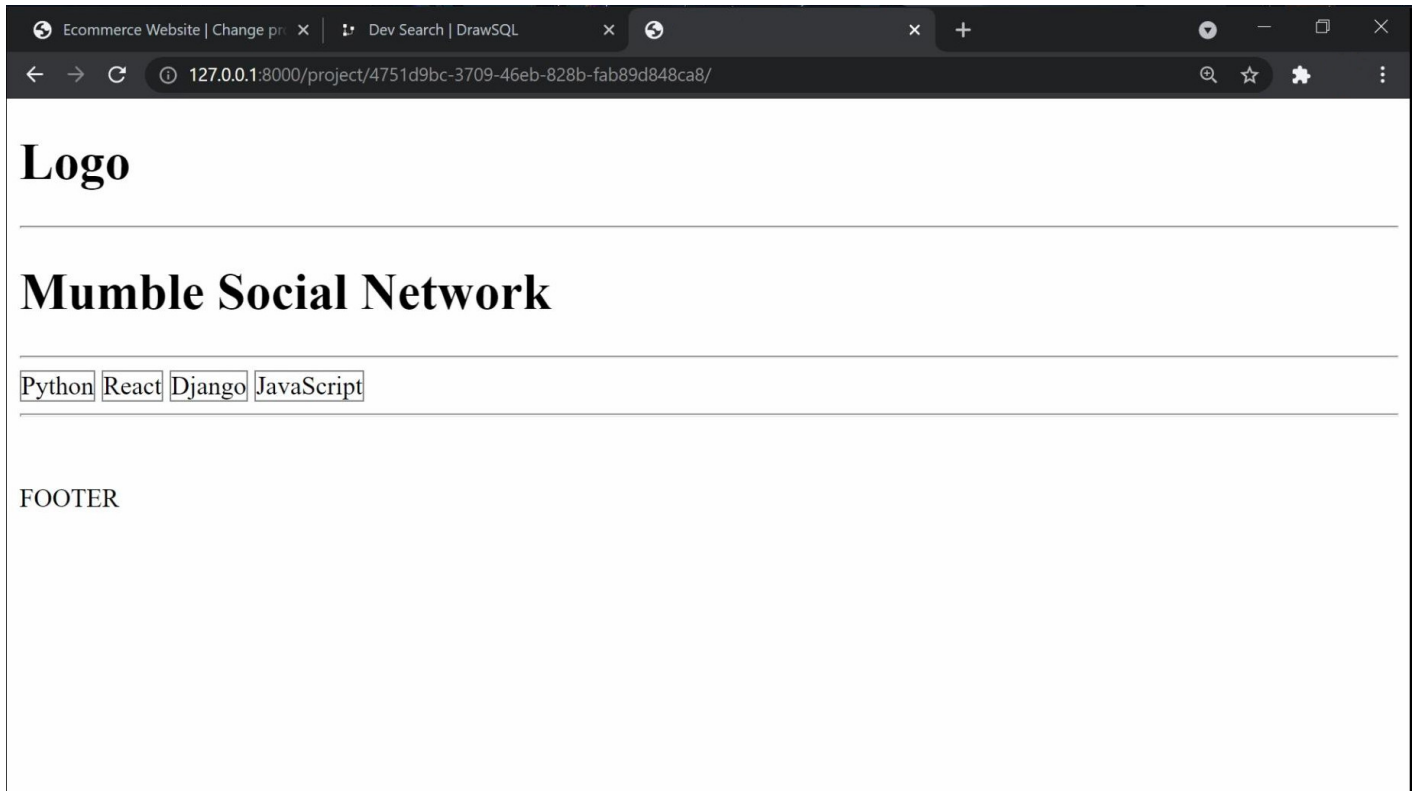 Ecommerce Website | Change pr
Dev Search | DrawSQL
127.0.0.1:8000/project/4751d9bc-3709-46eb-828b-fab89d848ca8/
Logo
Mumble Social Network
Python React Django JavaScript
FOOTER